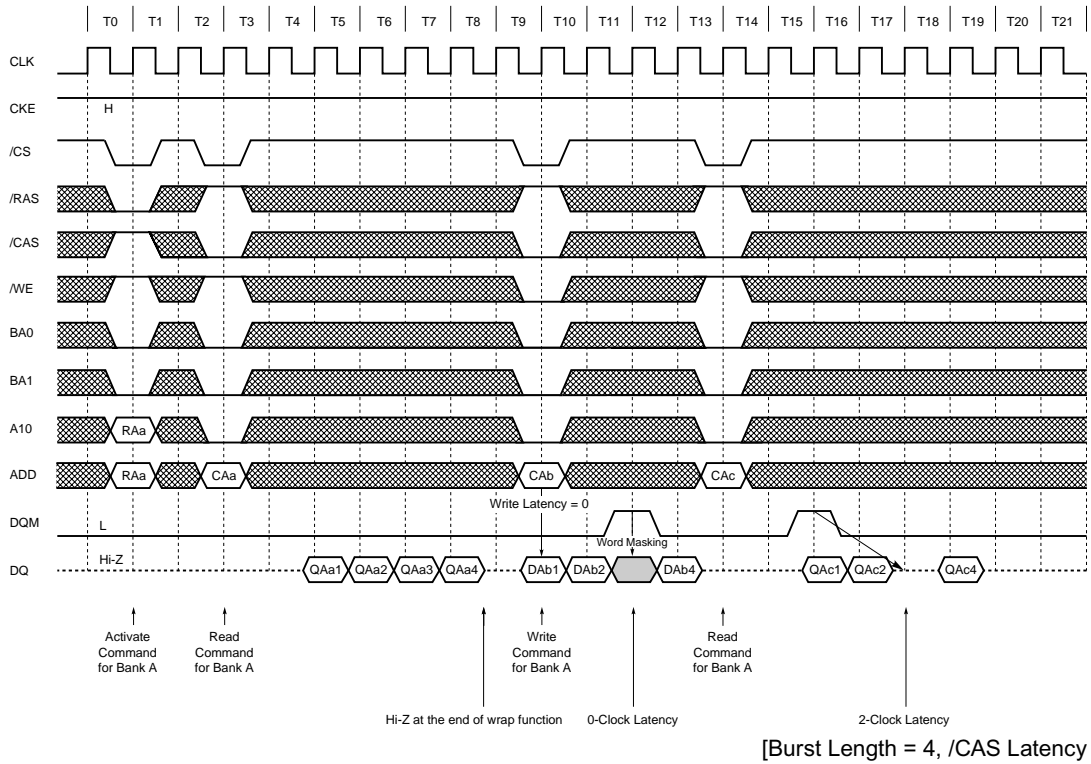 T0 T1 T2 T3 T4 T5 T6 T7 T8 T9 T10 T11 T12 T13 T14 T15 T16 T17 T18 T19 T20 T21
CLK
CKE H
/CS
/RAS
/CAS
/WE
BA0
BA1
A10 RAa
ADD RAa CAa CAb CAc
Write Latency = 0
DQM L
Word Masking
DQ Hi-Z QAa1 QAa2 QAa3 QAa4 DAb1 DAb2 DAb4 QAc1 QAc2 QAc4
Activate Command for Bank A
Read Command for Bank A
Write Command for Bank A
Read Command for Bank A
Hi-Z at the end of wrap function 0-Clock Latency 2-Clock Latency
[Burst Length = 4, /CAS Latency